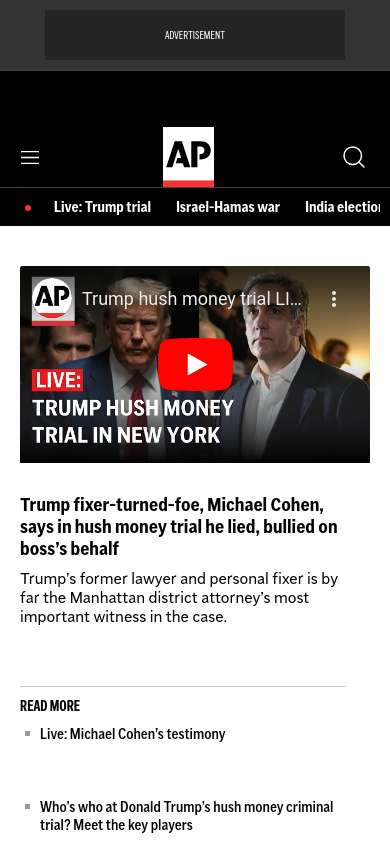 ADVERTISEMENT
AP
Live: Trump trial Israel-Hamas war India election
AP Trump hush money trial LI...
LIVE:
TRUMP HUSH MONEY
TRIAL IN NEW YORK
Trump fixer-turned-foe, Michael Cohen,
says in hush money trial he lied, bullied on
boss’s behalf
Trump’s former lawyer and personal fixer is by
far the Manhattan district attorney’s most
important witness in the case.
READ MORE
Live: Michael Cohen’s testimony
Who’s who at Donald Trump’s hush money criminal
trial? Meet the key players